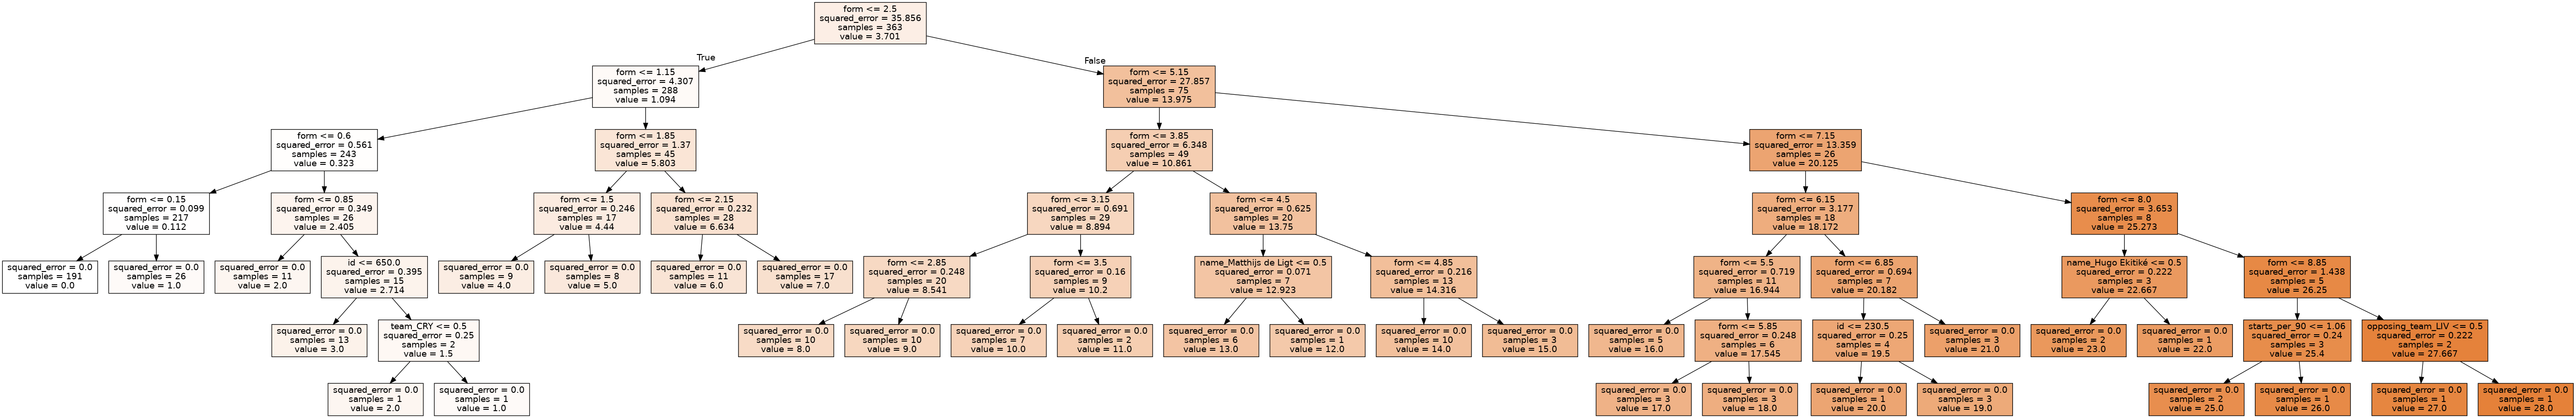 form <= 2.5
squared_error = 35.856
samples = 363
value = 3.701
True
False
form <= 1.15
squared_error = 4.307
samples = 288
value = 1.094
form <= 5.15
squared_error = 27.857
samples = 75
value = 13.975
form <= 0.6
squared_error = 0.561
samples = 243
value = 0.323
form <= 1.85
squared_error = 1.37
samples = 45
value = 5.803
form <= 3.85
squared_error = 6.348
samples = 49
value = 10.861
form <= 7.15
squared_error = 13.359
samples = 26
value = 20.125
form <= 0.15
squared_error = 0.099
samples = 217
value = 0.112
form <= 0.85
squared_error = 0.349
samples = 26
value = 2.405
form <= 1.5
squared_error = 0.246
samples = 17
value = 4.44
form <= 2.15
squared_error = 0.232
samples = 28
value = 6.634
form <= 3.15
squared_error = 0.691
samples = 29
value = 8.894
form <= 4.5
squared_error = 0.625
samples = 20
value = 13.75
form <= 6.15
squared_error = 3.177
samples = 18
value = 18.172
form <= 8.0
squared_error = 3.653
samples = 8
value = 25.273
squared_error = 0.0
samples = 191
value = 0.0
squared_error = 0.0
samples = 26
value = 1.0
squared_error = 0.0
samples = 11
value = 2.0
id <= 650.0
squared_error = 0.395
samples = 15
value = 2.714
squared_error = 0.0
samples = 9
value = 4.0
squared_error = 0.0
samples = 8
value = 5.0
squared_error = 0.0
samples = 11
value = 6.0
squared_error = 0.0
samples = 17
value = 7.0
form <= 2.85
squared_error = 0.248
samples = 20
value = 8.541
form <= 3.5
squared_error = 0.16
samples = 9
value = 10.2
name_Matthijs de Ligt <= 0.5
squared_error = 0.071
samples = 7
value = 12.923
form <= 4.85
squared_error = 0.216
samples = 13
value = 14.316
form <= 5.5
squared_error = 0.719
samples = 11
value = 16.944
form <= 6.85
squared_error = 0.694
samples = 7
value = 20.182
name_Hugo Ekitiké <= 0.5
squared_error = 0.222
samples = 3
value = 22.667
form <= 8.85
squared_error = 1.438
samples = 5
value = 26.25
squared_error = 0.0
samples = 13
value = 3.0
team_CRY <= 0.5
squared_error = 0.25
samples = 2
value = 1.5
squared_error = 0.0
samples = 10
value = 8.0
squared_error = 0.0
samples = 10
value = 9.0
squared_error = 0.0
samples = 7
value = 10.0
squared_error = 0.0
samples = 2
value = 11.0
squared_error = 0.0
samples = 6
value = 13.0
squared_error = 0.0
samples = 1
value = 12.0
squared_error = 0.0
samples = 10
value = 14.0
squared_error = 0.0
samples = 3
value = 15.0
squared_error = 0.0
samples = 5
value = 16.0
form <= 5.85
squared_error = 0.248
samples = 6
value = 17.545
id <= 230.5
squared_error = 0.25
samples = 4
value = 19.5
squared_error = 0.0
samples = 3
value = 21.0
squared_error = 0.0
samples = 2
value = 23.0
squared_error = 0.0
samples = 1
value = 22.0
starts_per_90 <= 1.06
squared_error = 0.24
samples = 3
value = 25.4
opposing_team_LIV <= 0.5
squared_error = 0.222
samples = 2
value = 27.667
squared_error = 0.0
samples = 1
value = 2.0
squared_error = 0.0
samples = 1
value = 1.0
squared_error = 0.0
samples = 3
value = 17.0
squared_error = 0.0
samples = 3
value = 18.0
squared_error = 0.0
samples = 1
value = 20.0
squared_error = 0.0
samples = 3
value = 19.0
squared_error = 0.0
samples = 2
value = 25.0
squared_error = 0.0
samples = 1
value = 26.0
squared_error = 0.0
samples = 1
value = 27.0
squared_error = 0.0
samples = 1
value = 28.0